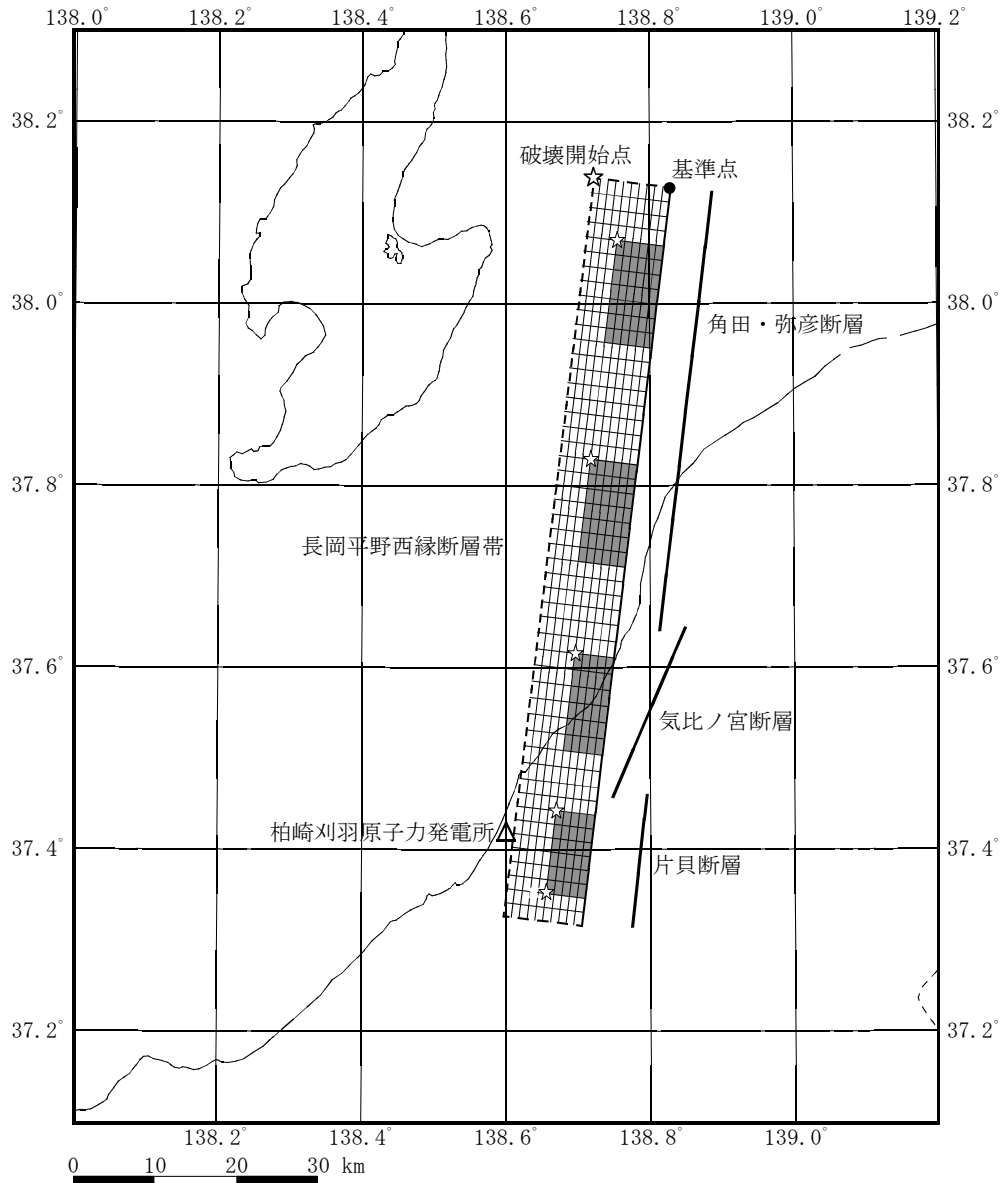 138.0° 138.2° 138.4° 138.6° 138.8° 139.0° 139.2°
38.2° 38.2°
破壊開始点
基準点
38.0° 38.0°
角田・弥彦断層
37.8° 37.8°
長岡平野西縁断層帯
37.6° 37.6°
気比ノ宮断層
柏崎刈羽原子力発電所
37.4° 37.4°
片貝断層
37.2° 37.2°
138.2° 138.4° 138.6° 138.8° 139.0°
0 10 20 30 km